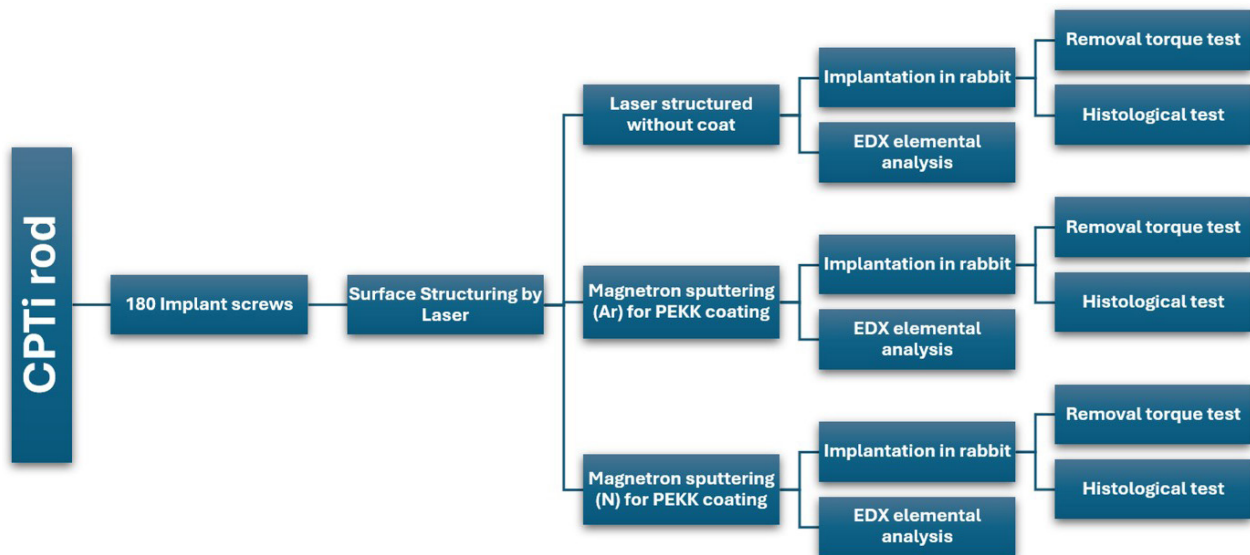 CPTi rod
180 Implant screws
Surface Structuring by
Laser
Laser structured
without coat
Implantation in rabbit
Removal torque test
Histological test
EDX elemental
analysis
Magnetron sputtering
(Ar) for PEKK coating
Implantation in rabbit
Removal torque test
Histological test
EDX elemental
analysis
Magnetron sputtering
(N) for PEKK coating
Implantation in rabbit
Removal torque test
Histological test
EDX elemental
analysis